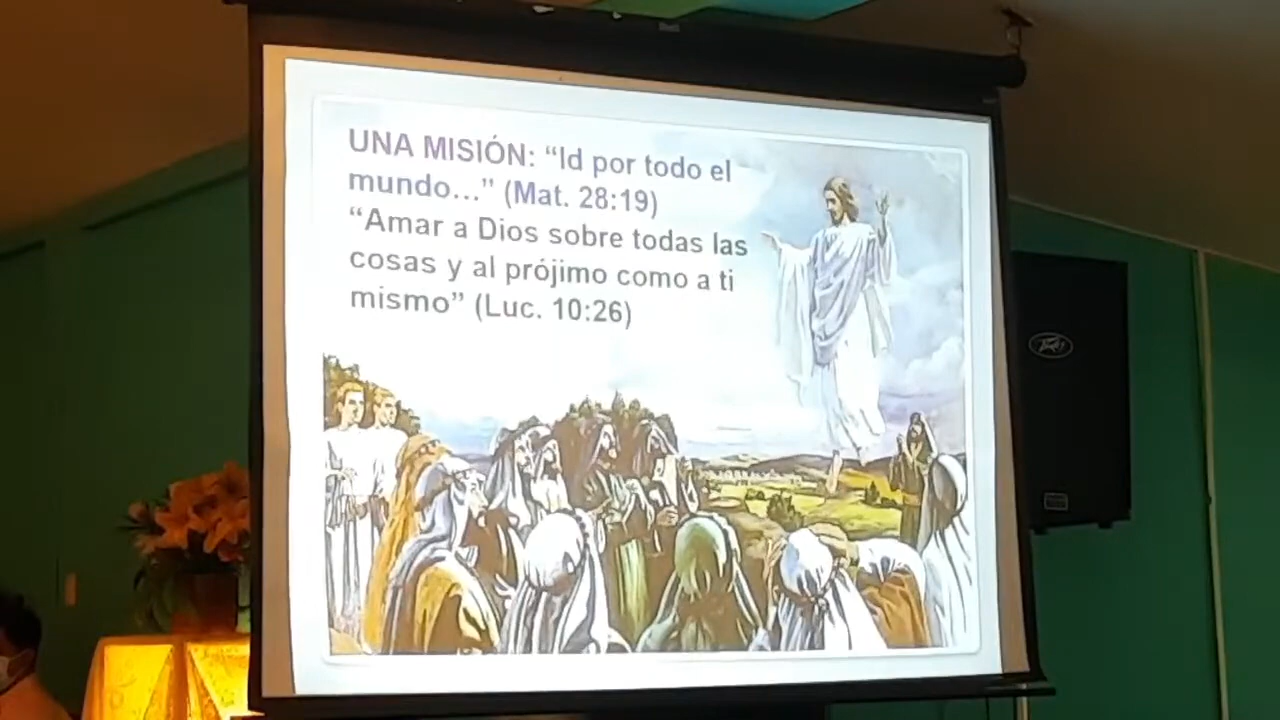 UNA MISIÓN: “Id por todo el
mundo...” (Mat. 28:19)
“Amar a Dios sobre todas las
cosas y al prójimo como a ti
mismo” (Luc. 10:26)
Peavey